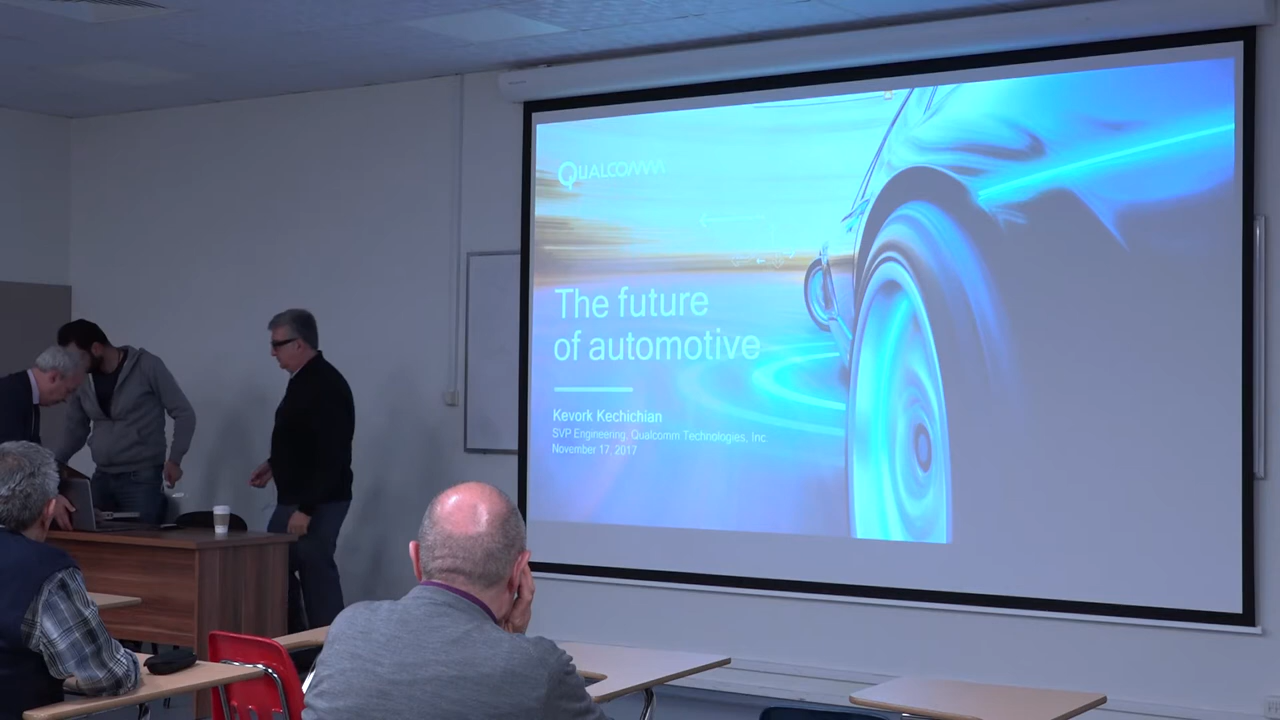 QUALCOMM
The future
of automotive
Kevork Kechichian
SVP Engineering, Qualcomm Technologies, Inc.
November 17, 2017